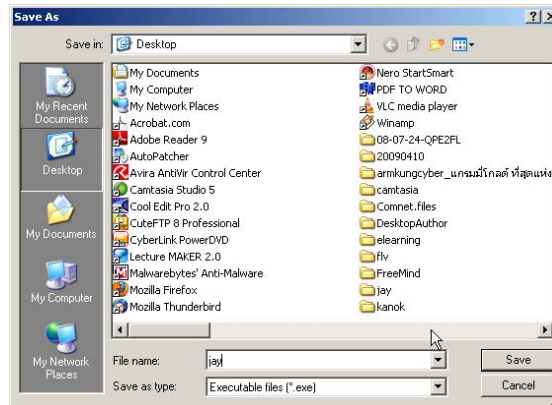 Save As
Save in:
Desktop
My Recent
Documents
Desktop
My Documents
My Computer
My Network
Places
My Documents
My Computer
My Network Places
Acrobat.com
Adobe Reader 9
AutoPatcher
Avira AntiVir Control Center
Camtasia Studio 5
Cool Edit Pro 2.0
CuteFTP 8 Professional
CyberLink PowerDVD
Lecture MAKER 2.0
Malwarebytes' Anti-Malware
Mozilla Firefox
Mozilla Thunderbird
Nero StartSmart
PDF TO WORD
VLC media player
Winamp
08-07-24-QPE2FL
20090410
armkungcyber_แกรมมี่โกลด์ ที่สุดแห่ง
camtasia
Comnet.files
DesktopAuthor
elearning
flv
FreeMind
jay
kanok
File name:
jay
Save
Save as type:
Executable files (*.exe)
Cancel